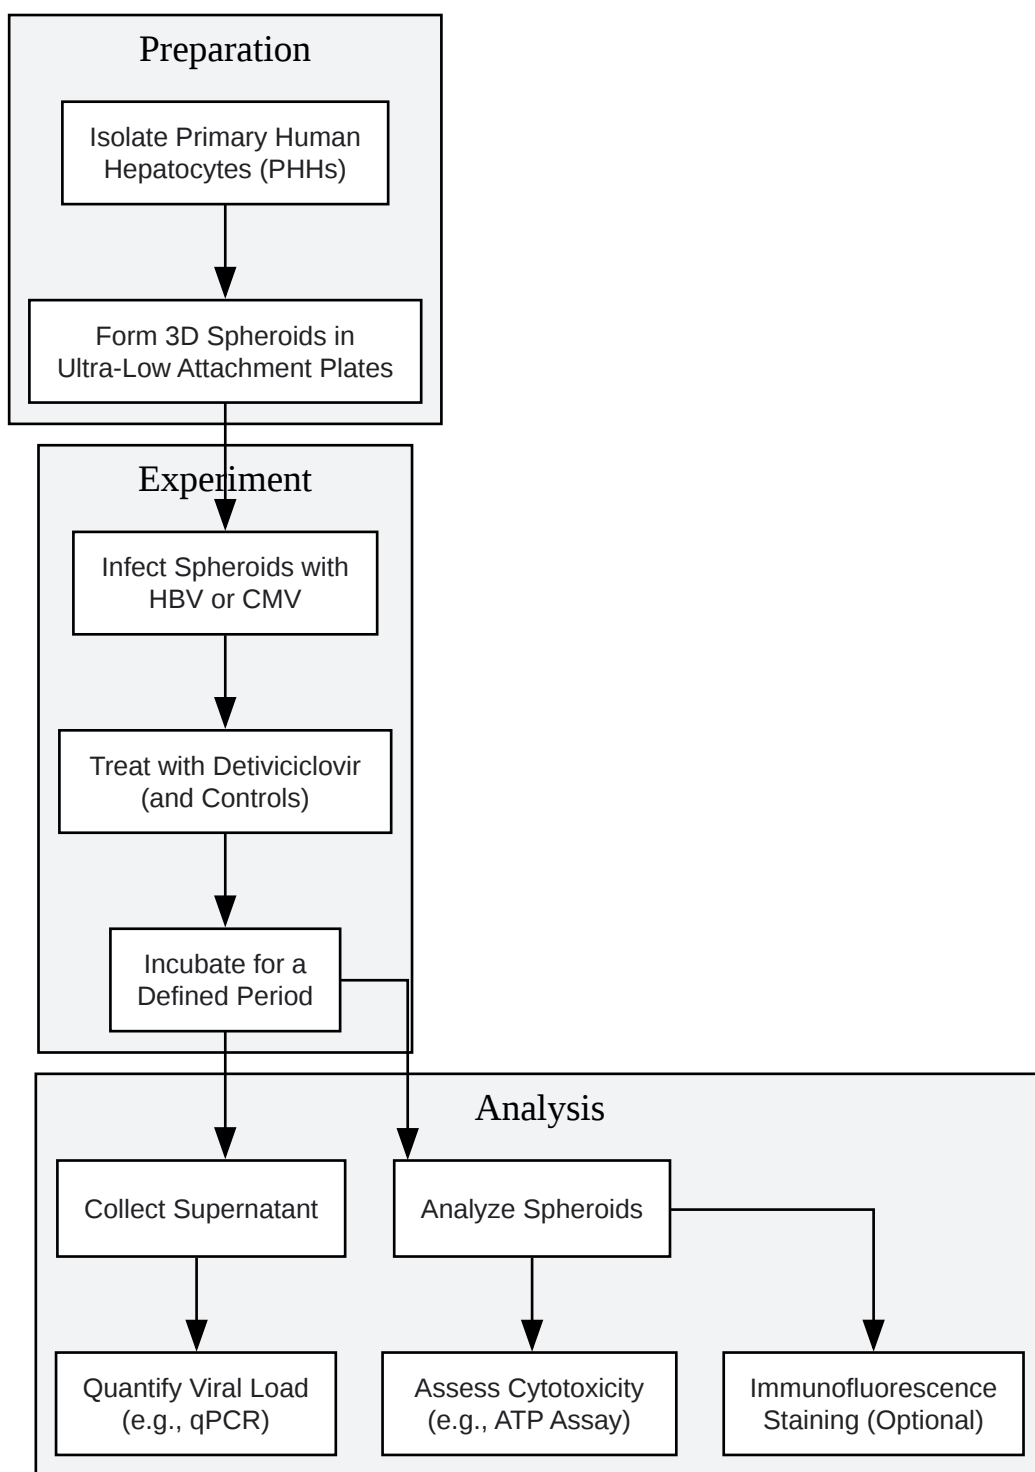 Preparation
Isolate Primary Human
Hepatocytes (PHHs)
Form 3D Spheroids in
Ultra-Low Attachment Plates
Experiment
Infect Spheroids with
HBV or CMV
Treat with Detiviciclovir
(and Controls)
Incubate for a
Defined Period
Analysis
Collect Supernatant
Analyze Spheroids
Quantify Viral Load
(e.g., qPCR)
Assess Cytotoxicity
(e.g., ATP Assay)
Immunofluorescence
Staining (Optional)